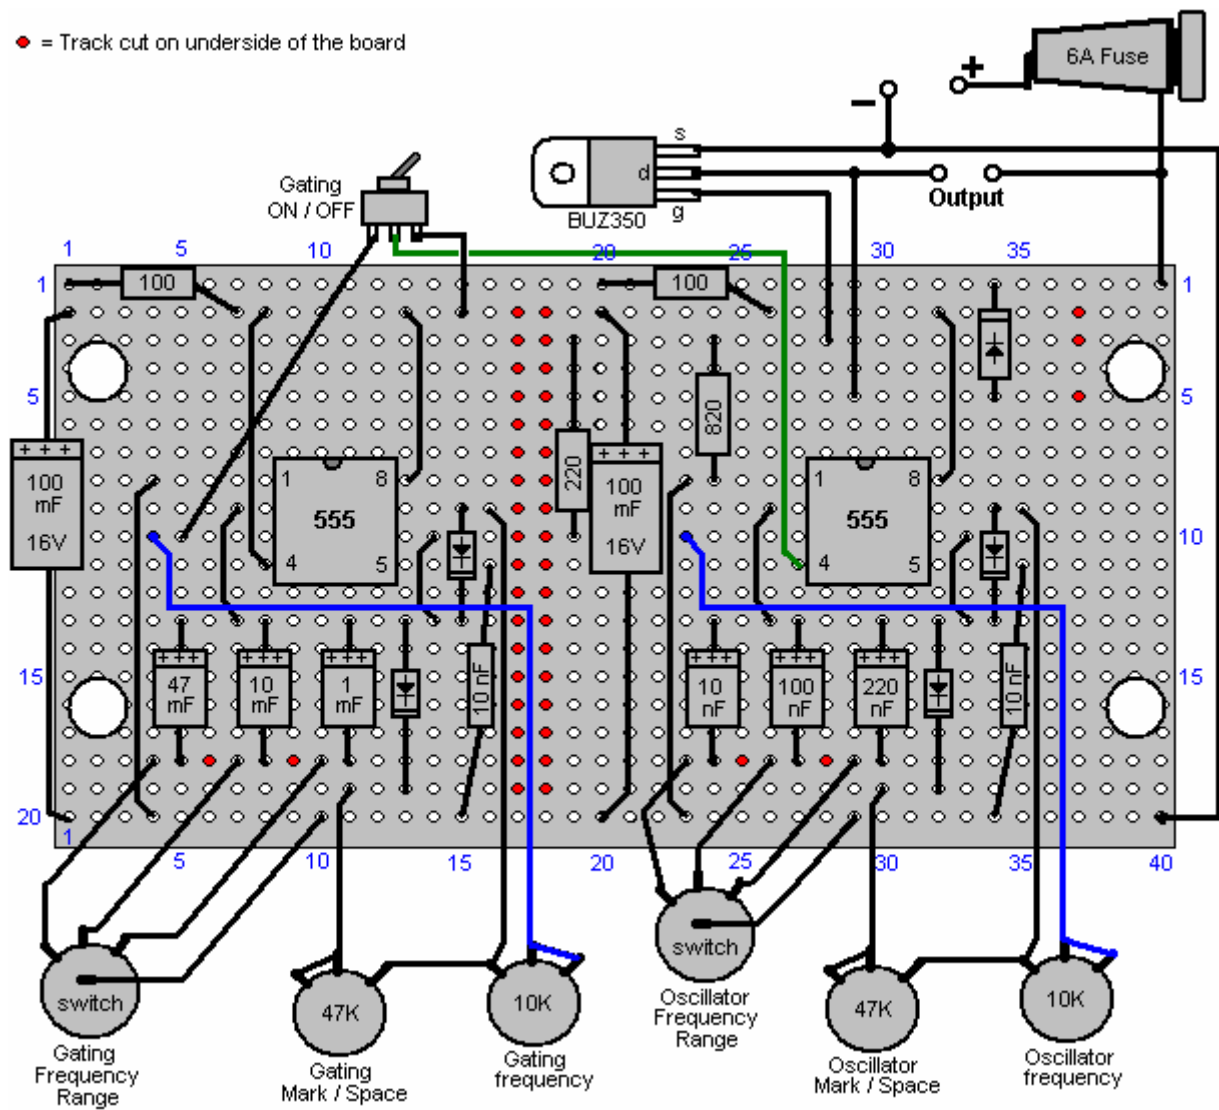 = Track cut on underside of the board
6A Fuse
+
−
s
d
g
BUZ350
Output
Gating
ON / OFF
1
5
10
20
25
30
35
1
100
100
1
5
5
+ + +
100
mF
16V
1
8
555
4
5
220
820
+ + +
100
mF
16V
1
8
555
4
5
10
10
+++
47
mF
+++
10
mF
+++
1
mF
10 nF
+++
10
nF
+++
100
nF
+++
220
nF
10 nF
15
15
20
20
1
5
10
15
20
25
30
35
40
switch
Gating
Frequency
Range
47K
Gating
Mark / Space
10K
Gating
frequency
switch
Oscillator
Frequency
Range
47K
Oscillator
Mark / Space
10K
Oscillator
frequency